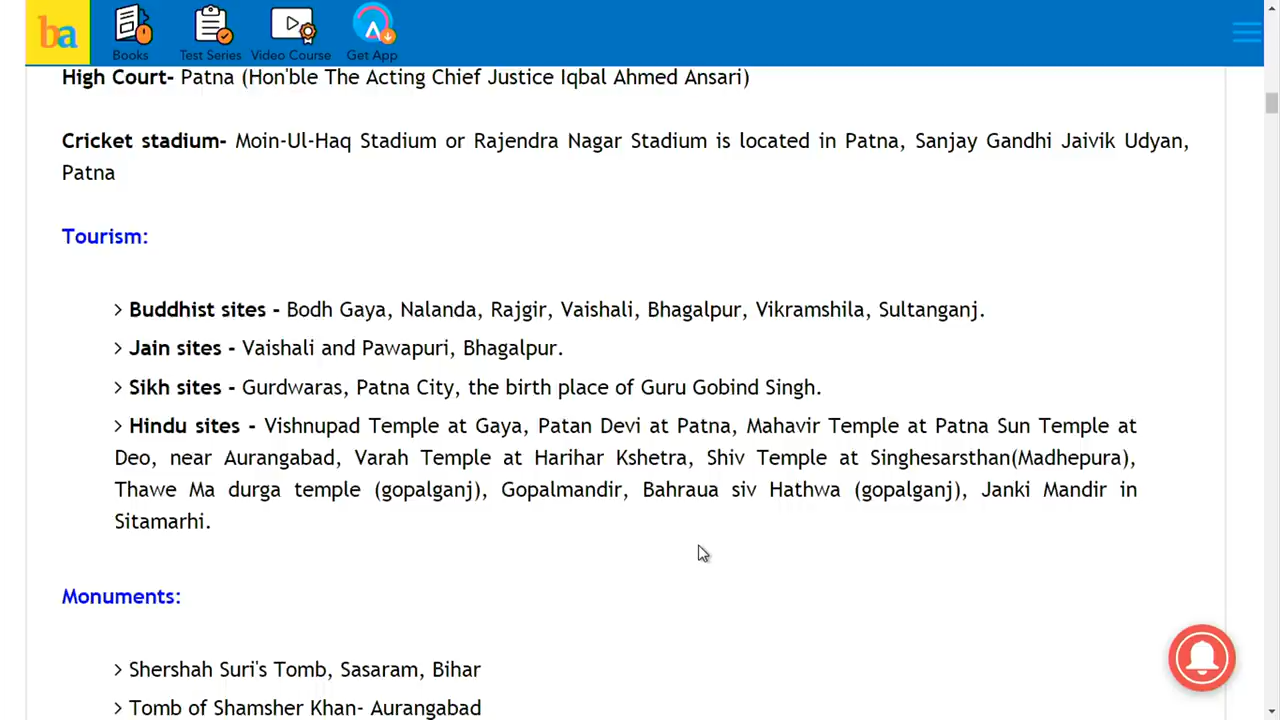 ba
Books
Test Series
Video Course
Get App
High Court- Patna (Hon'ble The Acting Chief Justice Iqbal Ahmed Ansari)
Cricket stadium- Moin-Ul-Haq Stadium or Rajendra Nagar Stadium is located in Patna, Sanjay Gandhi Jaivik Udyan,
Patna
Tourism:
> Buddhist sites - Bodh Gaya, Nalanda, Rajgir, Vaishali, Bhagalpur, Vikramshila, Sultanganj.
> Jain sites - Vaishali and Pawapuri, Bhagalpur.
> Sikh sites - Gurdwaras, Patna City, the birth place of Guru Gobind Singh.
> Hindu sites - Vishnupad Temple at Gaya, Patan Devi at Patna, Mahavir Temple at Patna Sun Temple at
Deo, near Aurangabad, Varah Temple at Harihar Kshetra, Shiv Temple at Singhesarsthan(Madhepura),
Thawe Ma durga temple (gopalganj), Gopalmandir, Bahraua siv Hathwa (gopalganj), Janki Mandir in
Sitamarhi.
Monuments:
> Shershah Suri's Tomb, Sasaram, Bihar
> Tomb of Shamsher Khan- Aurangabad